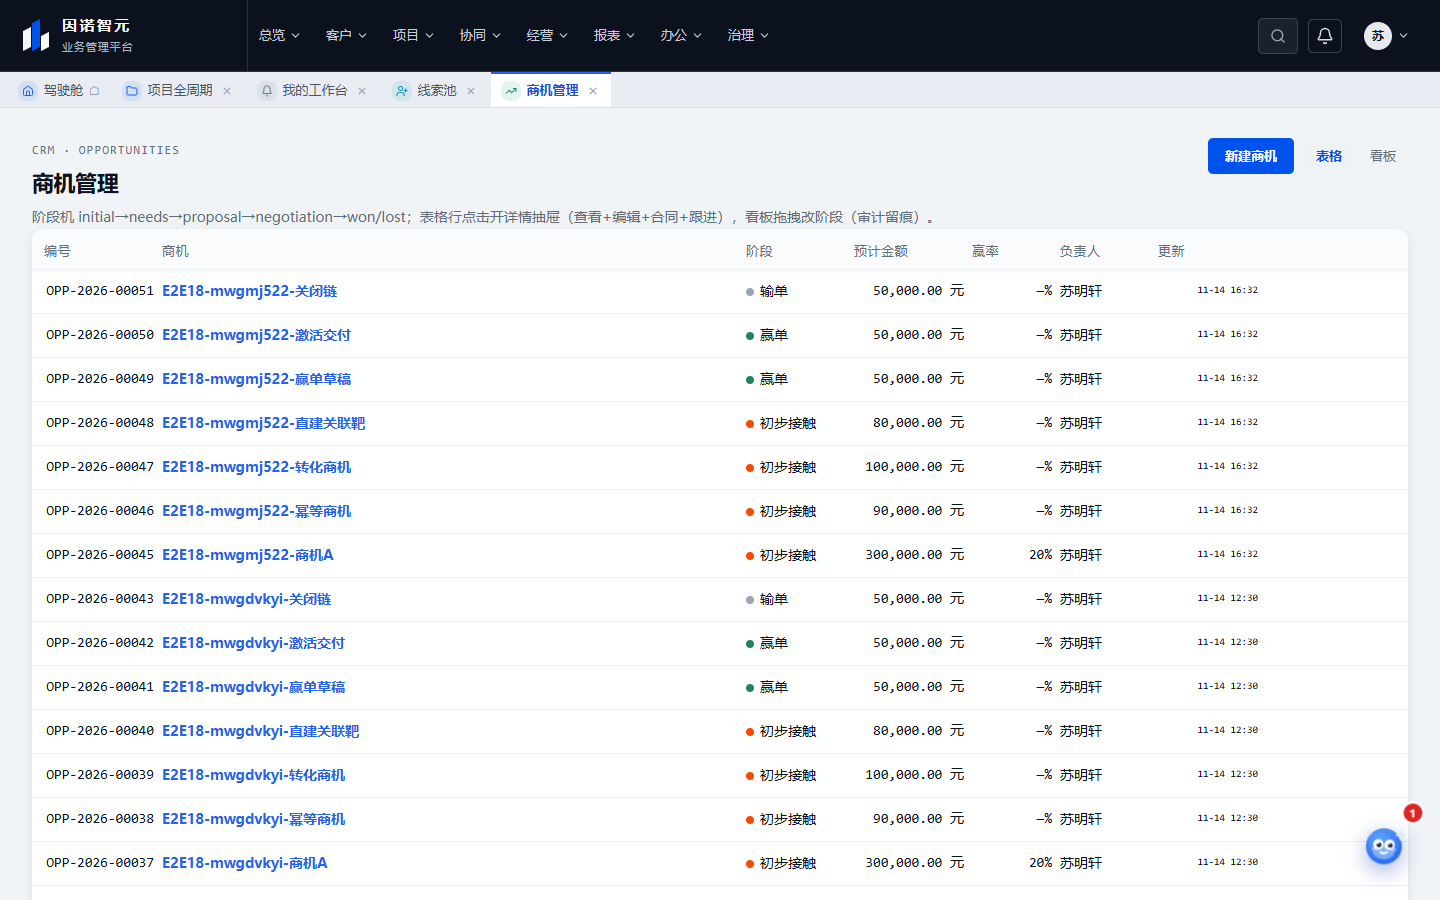 因诺智元
业务管理平台
总览 客户 项目 协同 经营 报表 办公 治理 苏
驾驶舱 项目全周期 × 我的工作台 × 线索池 × 商机管理 ×
CRM · OPPORTUNITIES
新建商机 表格 看板
商机管理
阶段机 initial→needs→proposal→negotiation→won/lost；表格行点击开详情抽屉（查看+编辑+合同+跟进），看板拖拽改阶段（审计留痕）。
编号 商机 阶段 预计金额 赢率 负责人 更新
OPP-2026-00051 E2E18-mwgmj522-关闭链 输单 50,000.00 元 —% 苏明轩 11-14 16:32
OPP-2026-00050 E2E18-mwgmj522-激活交付 赢单 50,000.00 元 —% 苏明轩 11-14 16:32
OPP-2026-00049 E2E18-mwgmj522-赢单草稿 赢单 50,000.00 元 —% 苏明轩 11-14 16:32
OPP-2026-00048 E2E18-mwgmj522-直建关联靶 初步接触 80,000.00 元 —% 苏明轩 11-14 16:32
OPP-2026-00047 E2E18-mwgmj522-转化商机 初步接触 100,000.00 元 —% 苏明轩 11-14 16:32
OPP-2026-00046 E2E18-mwgmj522-幂等商机 初步接触 90,000.00 元 —% 苏明轩 11-14 16:32
OPP-2026-00045 E2E18-mwgmj522-商机A 初步接触 300,000.00 元 20% 苏明轩 11-14 16:32
OPP-2026-00043 E2E18-mwgdvkyi-关闭链 输单 50,000.00 元 —% 苏明轩 11-14 12:30
OPP-2026-00042 E2E18-mwgdvkyi-激活交付 赢单 50,000.00 元 —% 苏明轩 11-14 12:30
OPP-2026-00041 E2E18-mwgdvkyi-赢单草稿 赢单 50,000.00 元 —% 苏明轩 11-14 12:30
OPP-2026-00040 E2E18-mwgdvkyi-直建关联靶 初步接触 80,000.00 元 —% 苏明轩 11-14 12:30
OPP-2026-00039 E2E18-mwgdvkyi-转化商机 初步接触 100,000.00 元 —% 苏明轩 11-14 12:30
OPP-2026-00038 E2E18-mwgdvkyi-幂等商机 初步接触 90,000.00 元 —% 苏明轩 11-14 12:30
1
OPP-2026-00037 E2E18-mwgdvkyi-商机A 初步接触 300,000.00 元 20% 苏明轩 11-14 12:30